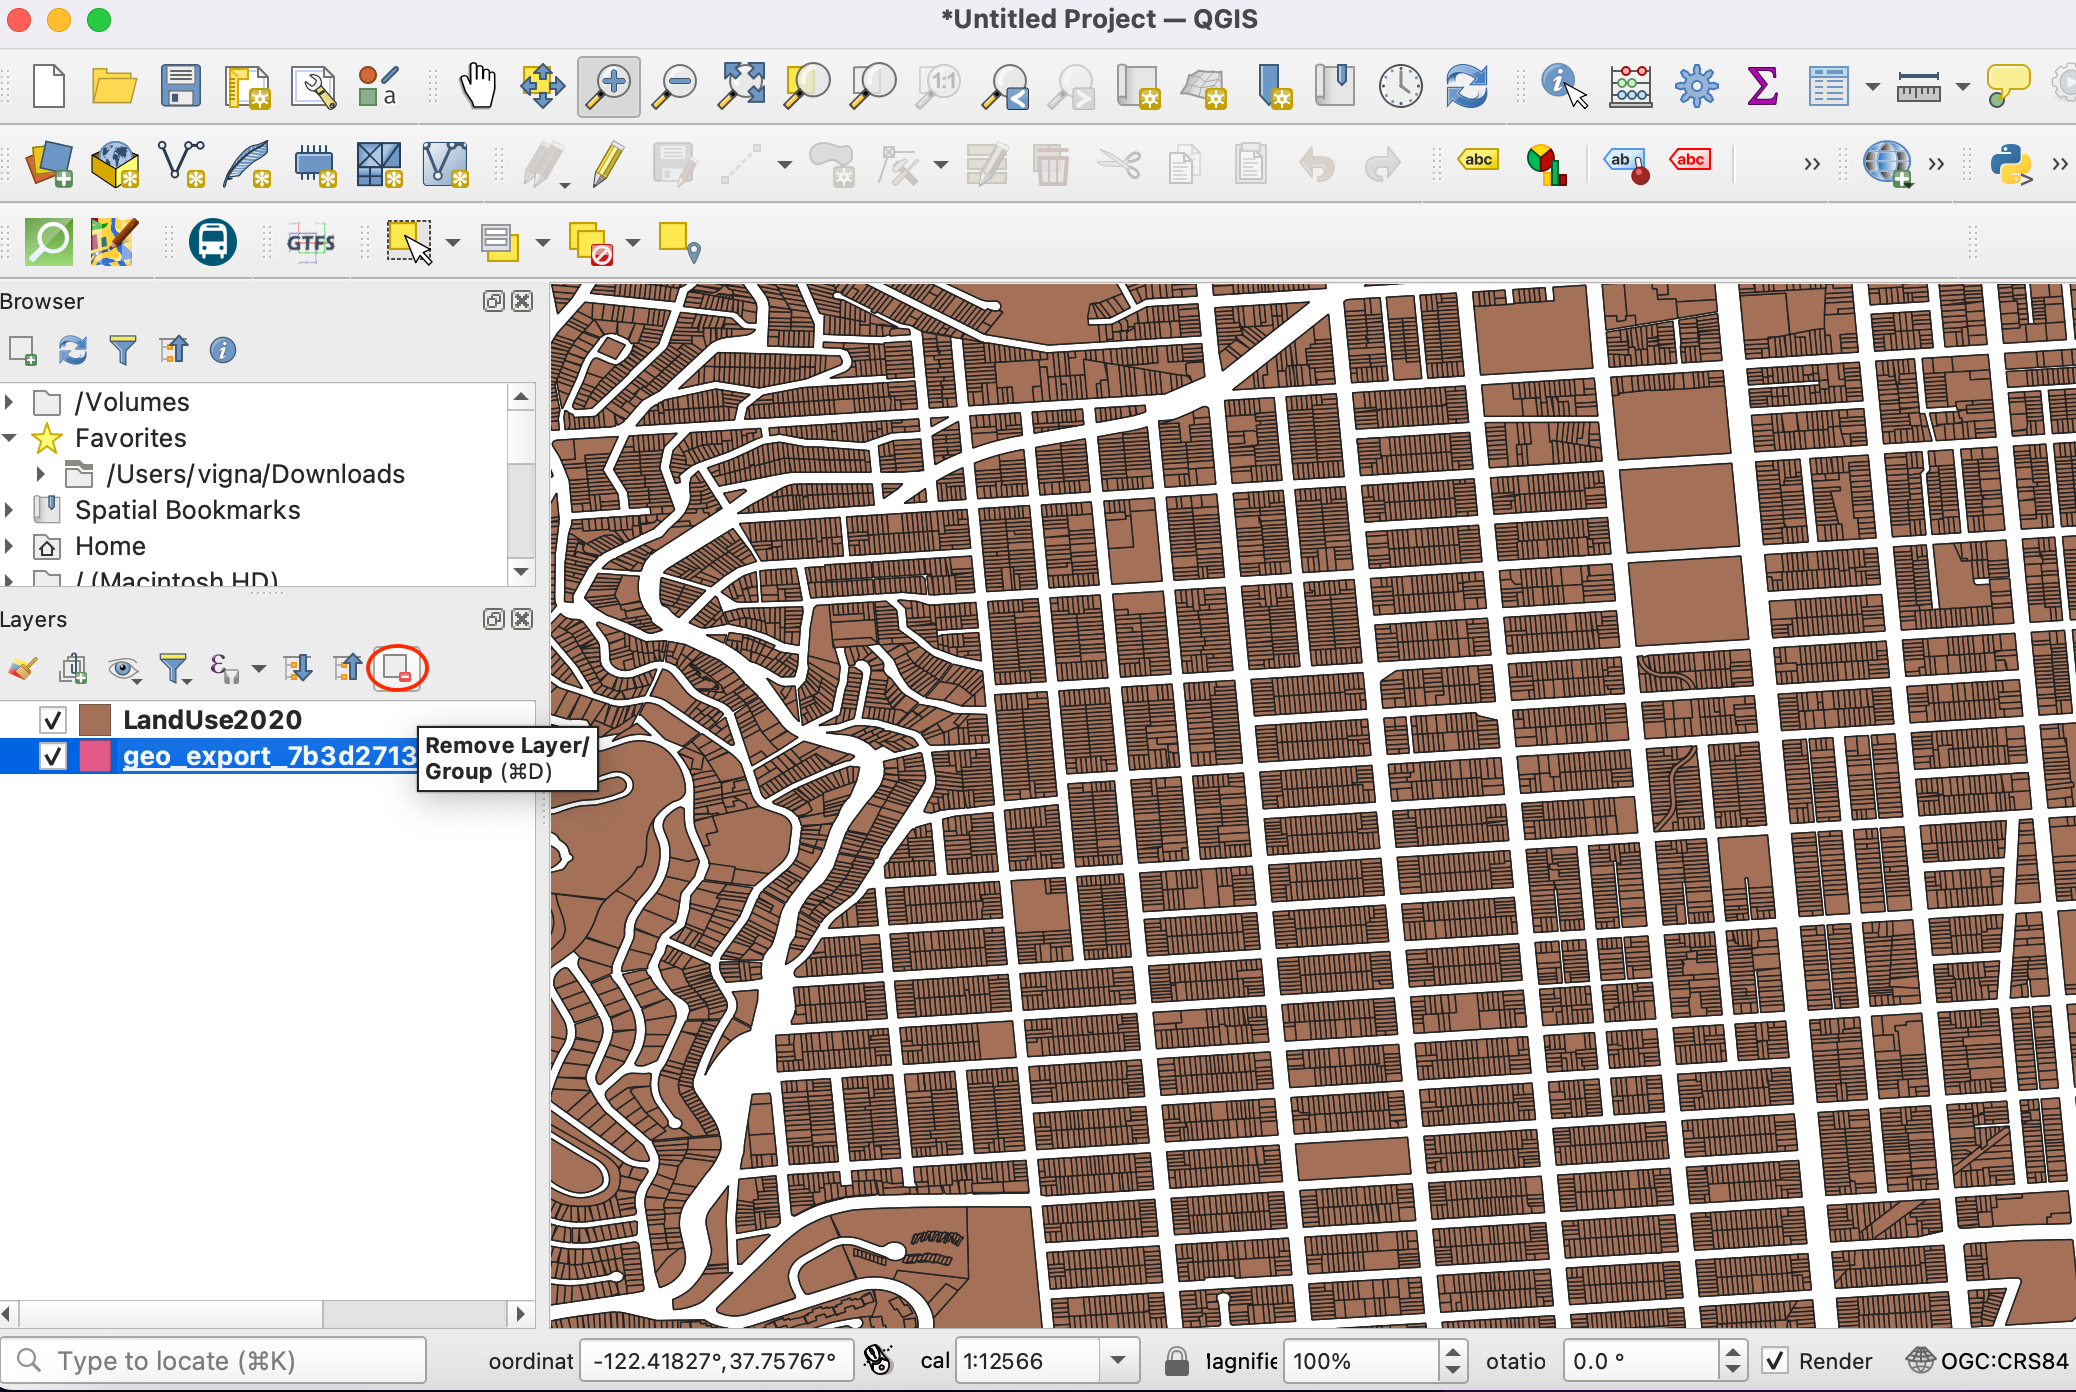 *Untitled Project — QGIS
a
1:1
abc
ab
abc
GTFS
Browser
/Volumes
Favorites
/Users/vigna/Downloads
Spatial Bookmarks
Home
/ (Macintosh HD)
Layers
LandUse2020
geo_export_7b3d2713
Remove Layer/
Group (⌘D)
Type to locate (⌘K)
oordinat -122.41827°,37.75767° cal 1:12566 lagnifie 100% otatio 0.0 ° Render OGC:CRS84